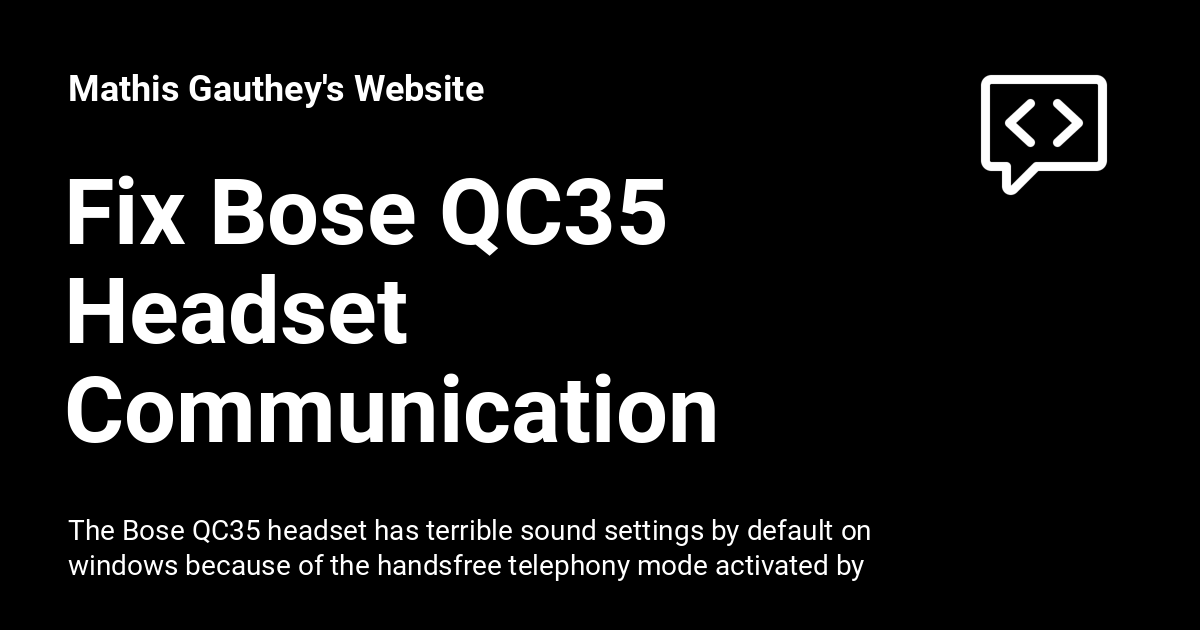 Mathis Gauthey's Website
Fix Bose QC35
Headset
Communication
The Bose QC35 headset has terrible sound settings by default on
windows because of the handsfree telephony mode activated by